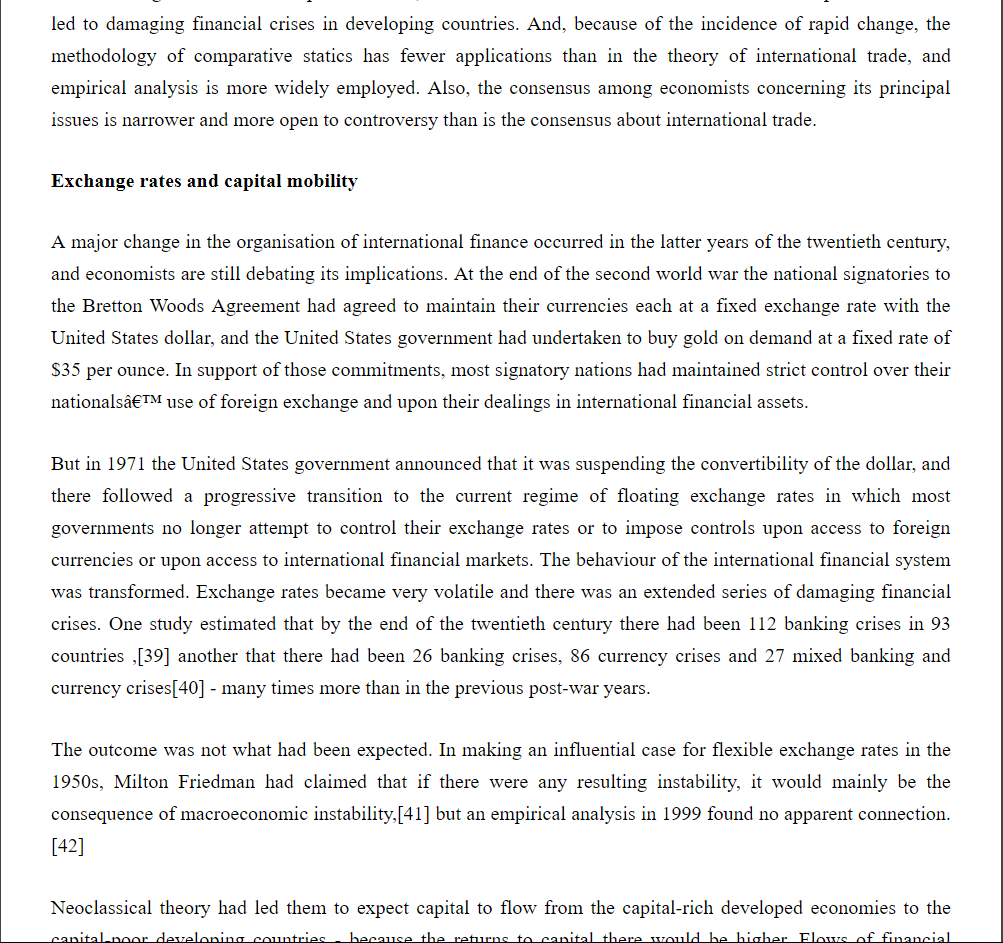 led to damaging financial crises in developing countries. And, because of the incidence of rapid change, the
methodology of comparative statics has fewer applications than in the theory of international trade, and
empirical analysis is more widely employed. Also, the consensus among economists concerning its principal
issues is narrower and more open to controversy than is the consensus about international trade.
Exchange rates and capital mobility
A major change in the organisation of international finance occurred in the latter years of the twentieth century,
and economists are still debating its implications. At the end of the second world war the national signatories to
the Bretton Woods Agreement had agreed to maintain their currencies each at a fixed exchange rate with the
United States dollar, and the United States government had undertaken to buy gold on demand at a fixed rate of
$35 per ounce. In support of those commitments, most signatory nations had maintained strict control over their
nationalsâ€™ use of foreign exchange and upon their dealings in international financial assets.
But in 1971 the United States government announced that it was suspending the convertibility of the dollar, and
there followed a progressive transition to the current regime of floating exchange rates in which most
governments no longer attempt to control their exchange rates or to impose controls upon access to foreign
currencies or upon access to international financial markets. The behaviour of the international financial system
was transformed. Exchange rates became very volatile and there was an extended series of damaging financial
crises. One study estimated that by the end of the twentieth century there had been 112 banking crises in 93
countries ,[39] another that there had been 26 banking crises, 86 currency crises and 27 mixed banking and
currency crises[40] - many times more than in the previous post-war years.
The outcome was not what had been expected. In making an influential case for flexible exchange rates in the
1950s, Milton Friedman had claimed that if there were any resulting instability, it would mainly be the
consequence of macroeconomic instability,[41] but an empirical analysis in 1999 found no apparent connection.
[42]
Neoclassical theory had led them to expect capital to flow from the capital-rich developed economies to the
capital-poor developing countries - because the returns to capital there would be higher. Flows of financial